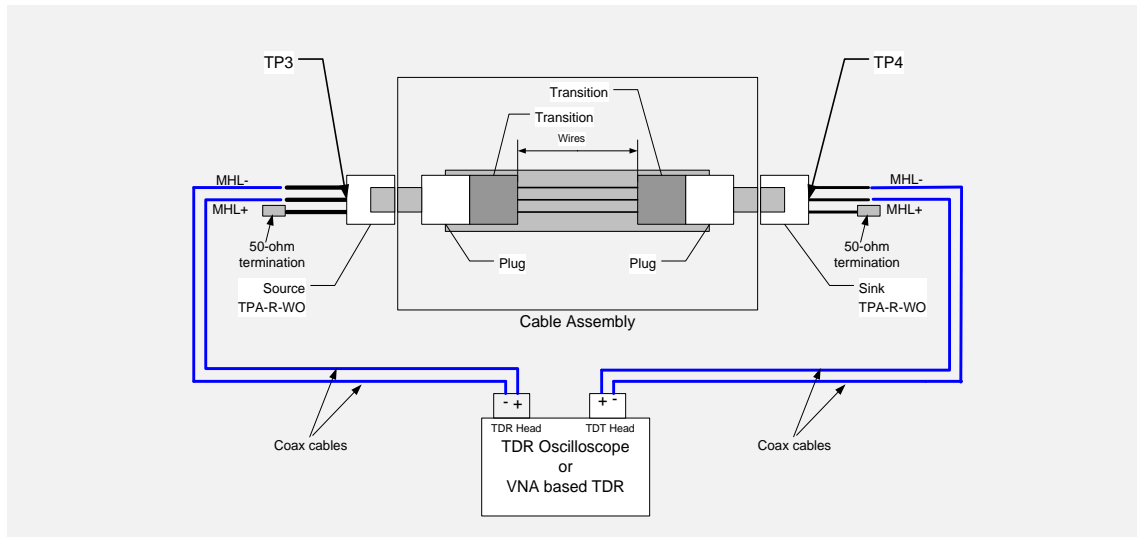 TP3
TP4
Transition
Transition
Wires
MHL-
MHL-
MHL+
MHL+
50-ohm
termination
50-ohm
termination
Plug
Plug
Source
TPA-R-WO
Sink
TPA-R-WO
Cable Assembly
- +
+ -
TDR Head
TDT Head
Coax cables
Coax cables
TDR Oscilloscope
or
VNA based TDR